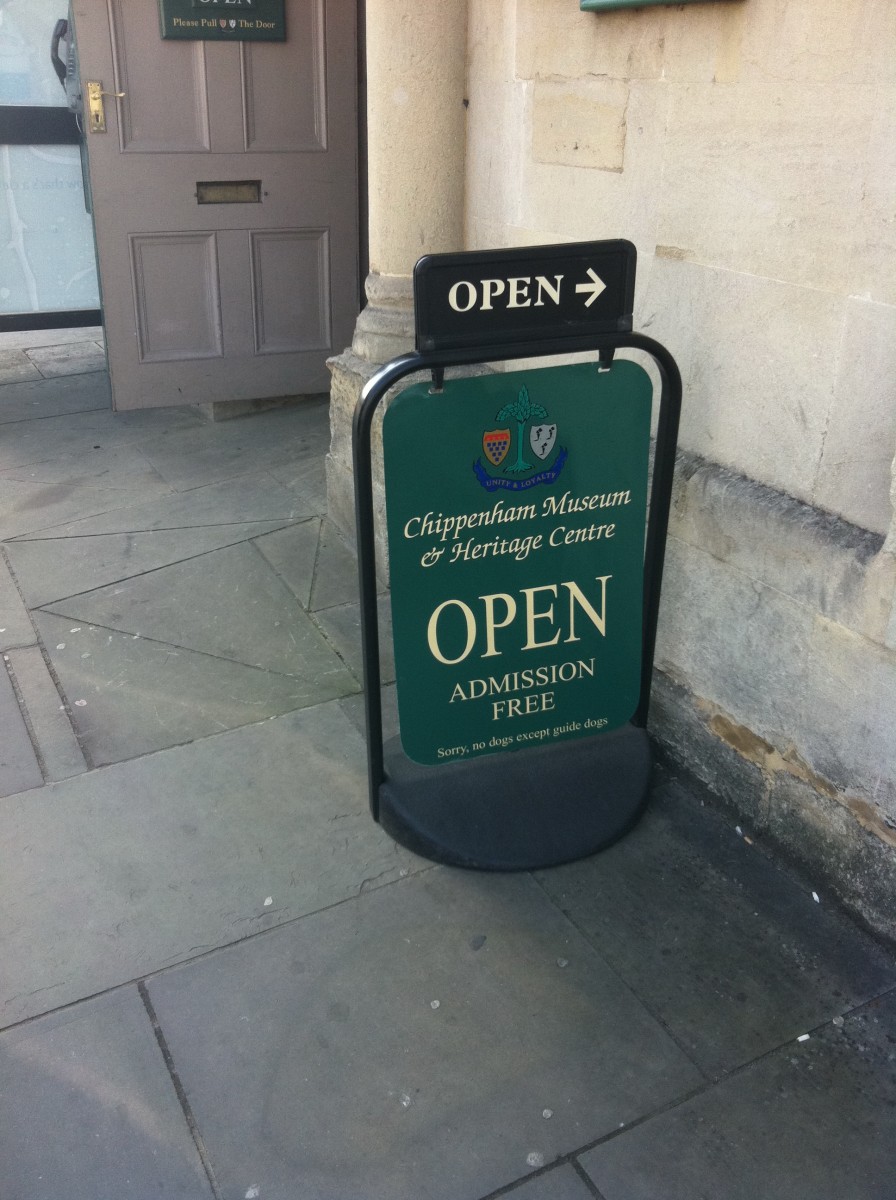 OPEN
Please Pull The Door
OPEN →
UNITY & LOYALTY
Chippenham Museum
& Heritage Centre
OPEN
ADMISSION
FREE
Sorry, no dogs except guide dogs